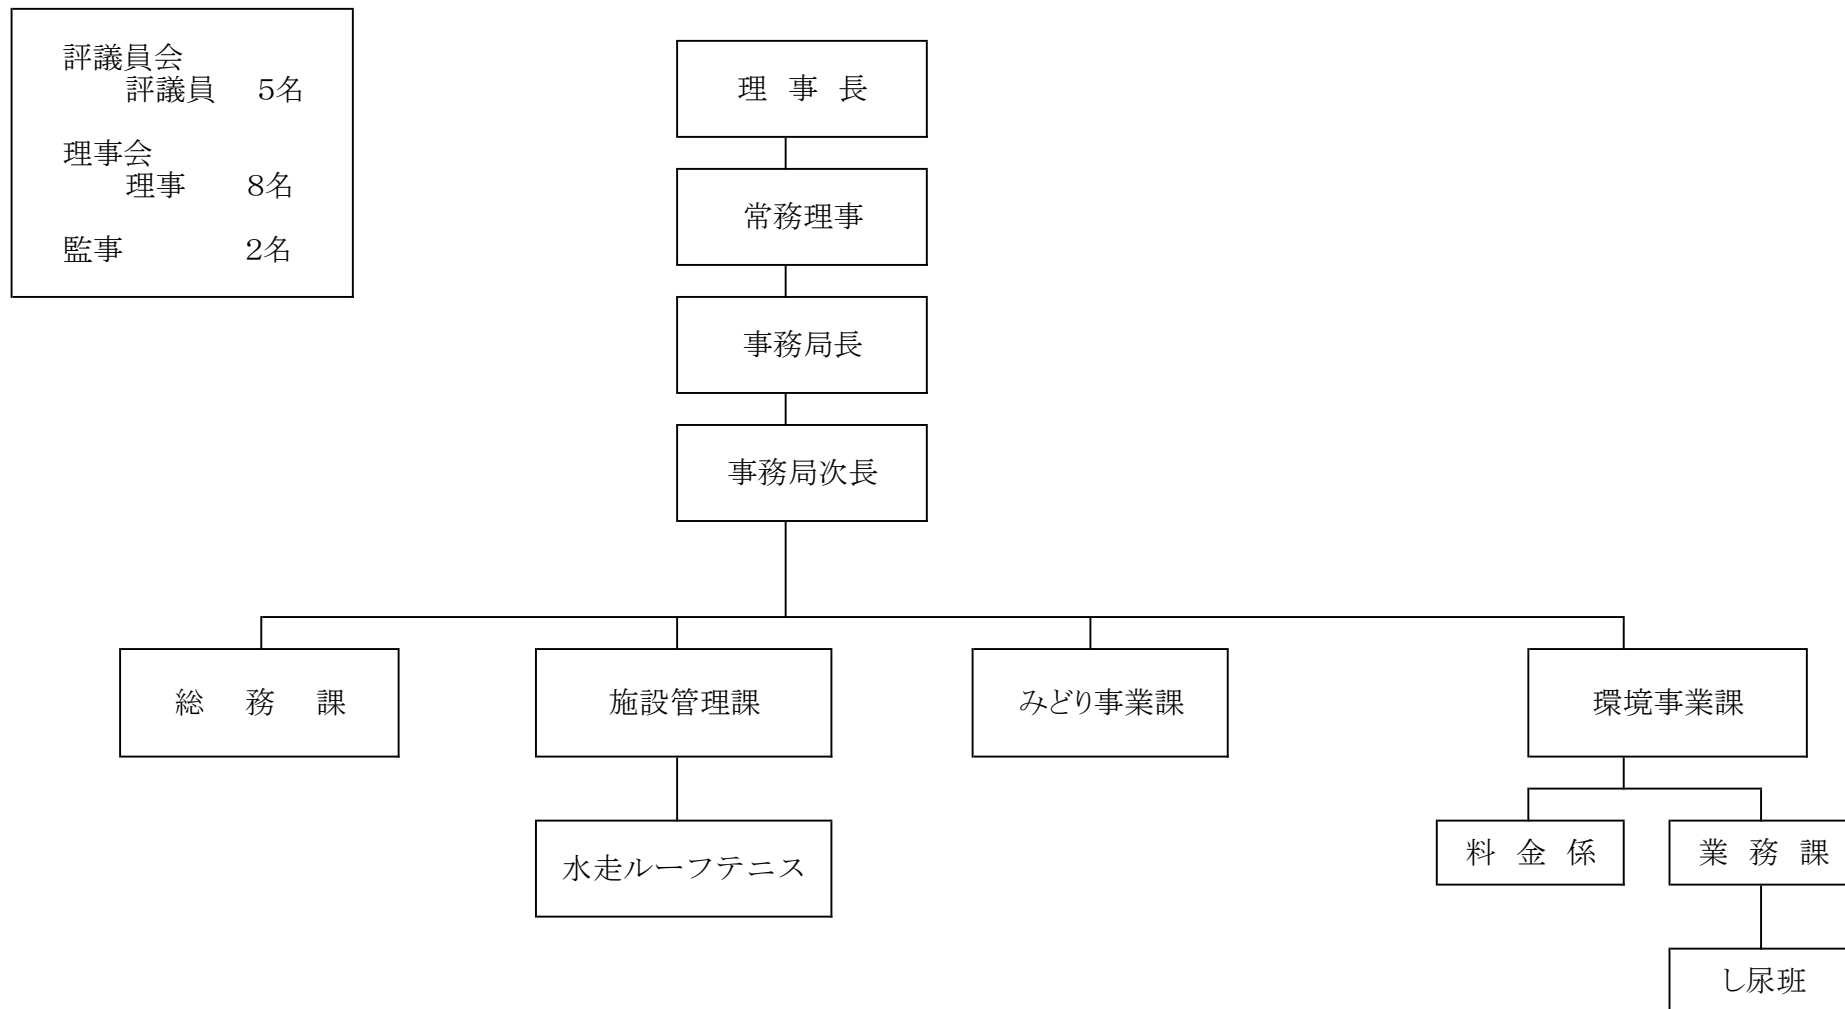 評議員会
評議員 5名
理事会
理事 8名
監事 2名
理 事 長
常務理事
事務局長
事務局次長
総 務 課
施設管理課
みどり事業課
環境事業課
水走ルーフテニス
料 金 係
業 務 課
し尿班